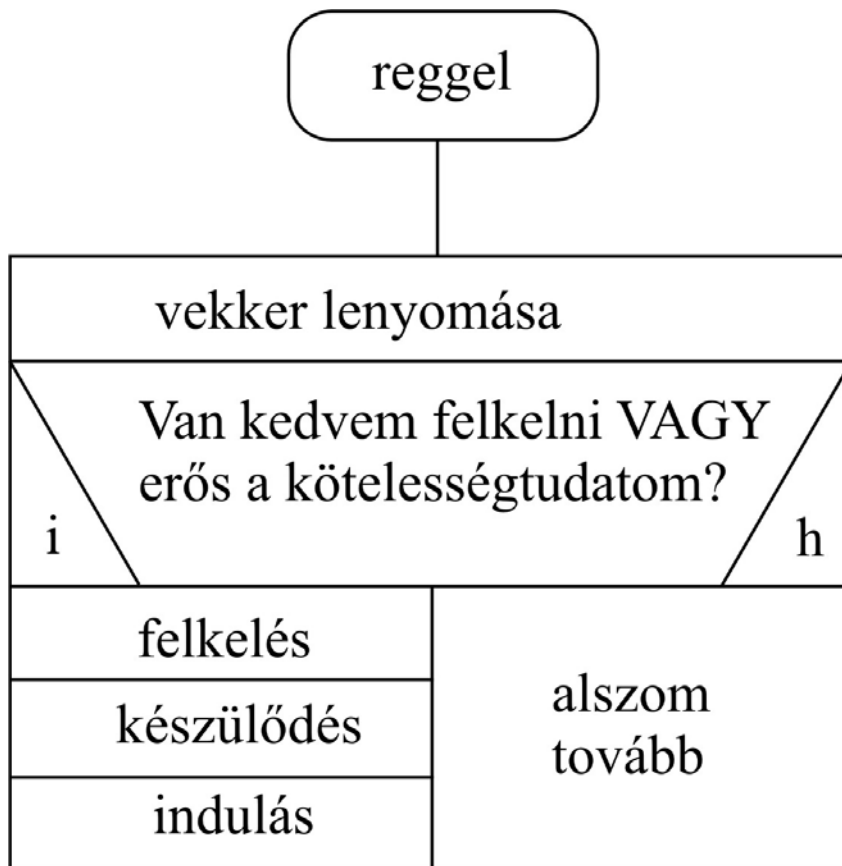 reggel
vekker lenyomása
Van kedvem felkelni VAGY
erős a kötelességtudatom?
i
h
felkelés
készülődés
indulás
alszom
tovább